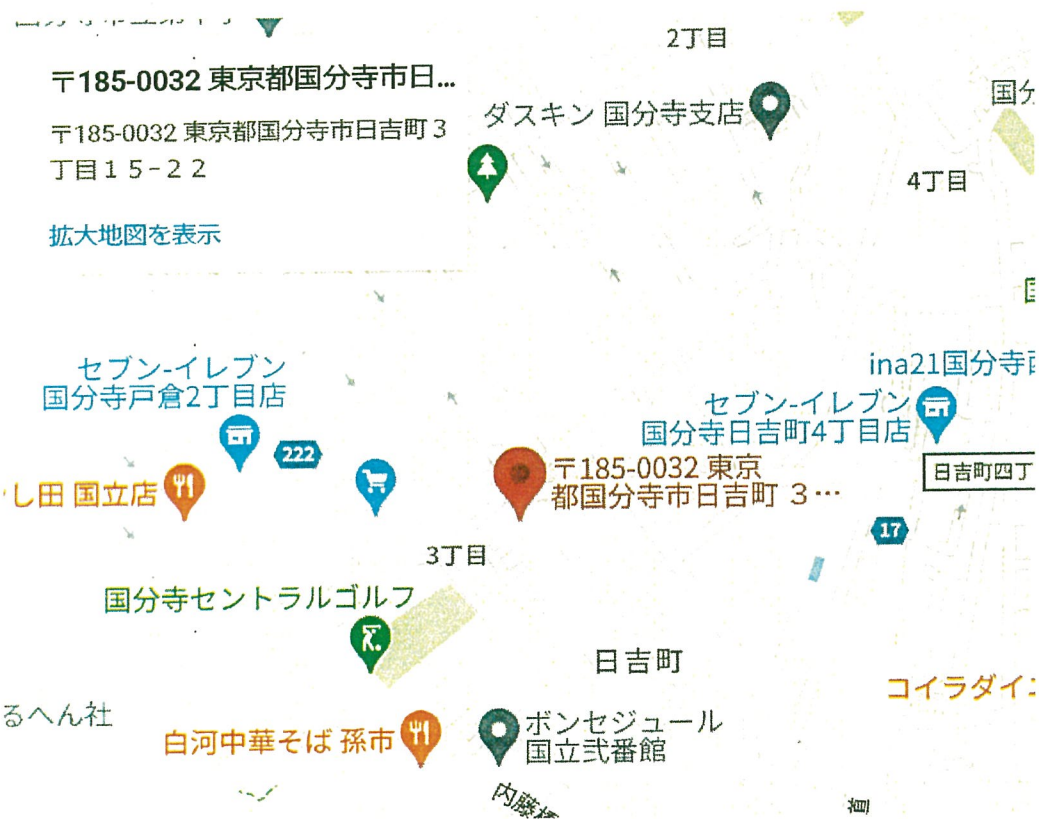 2丁目
〒185-0032 東京都国分寺市日...
〒185-0032 東京都国分寺市日吉町3
丁目15-22
拡大地図を表示
ダスキン 国分寺支店
国分
4丁目
セブン-イレブン
国分寺戸倉2丁目店
222
ina21国分寺
セブン-イレブン
国分寺日吉町4丁目店
日吉町四丁
し田 国立店
〒185-0032 東京
都国分寺市日吉町 3…
17
3丁目
国分寺セントラルゴルフ
日吉町
コイラダイ
るへん社
白河中華そば 孫市
ボンセジュール
国立弐番館
内藤橋